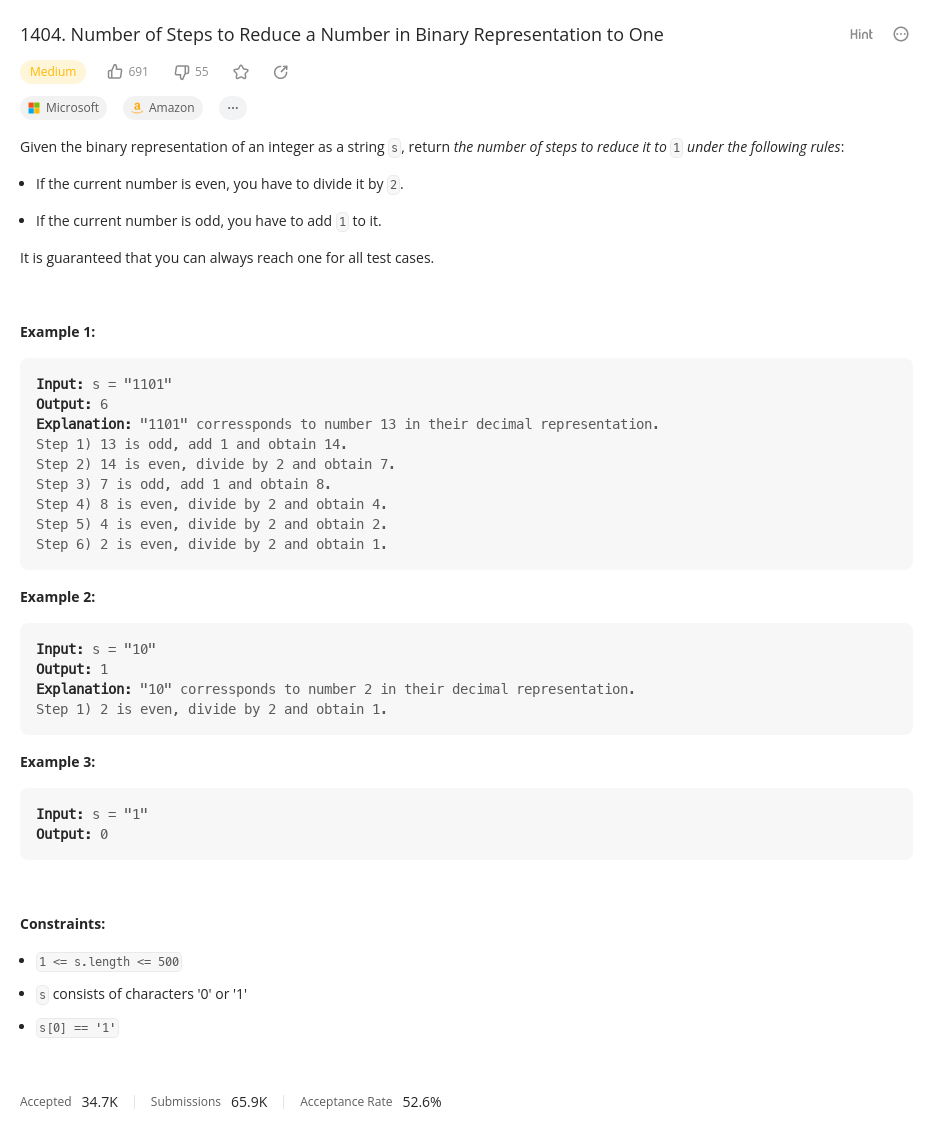 1404. Number of Steps to Reduce a Number in Binary Representation to One
Hint
Medium 691 55
Microsoft Amazon ...
Given the binary representation of an integer as a string s, return the number of steps to reduce it to 1 under the following rules:
If the current number is even, you have to divide it by 2.
If the current number is odd, you have to add 1 to it.
It is guaranteed that you can always reach one for all test cases.
Example 1:
Input: s = "1101"
Output: 6
Explanation: "1101" corressponds to number 13 in their decimal representation.
Step 1) 13 is odd, add 1 and obtain 14.
Step 2) 14 is even, divide by 2 and obtain 7.
Step 3) 7 is odd, add 1 and obtain 8.
Step 4) 8 is even, divide by 2 and obtain 4.
Step 5) 4 is even, divide by 2 and obtain 2.
Step 6) 2 is even, divide by 2 and obtain 1.
Example 2:
Input: s = "10"
Output: 1
Explanation: "10" corressponds to number 2 in their decimal representation.
Step 1) 2 is even, divide by 2 and obtain 1.
Example 3:
Input: s = "1"
Output: 0
Constraints:
1 <= s.length <= 500
s consists of characters '0' or '1'
s[0] == '1'
Accepted 34.7K Submissions 65.9K Acceptance Rate 52.6%